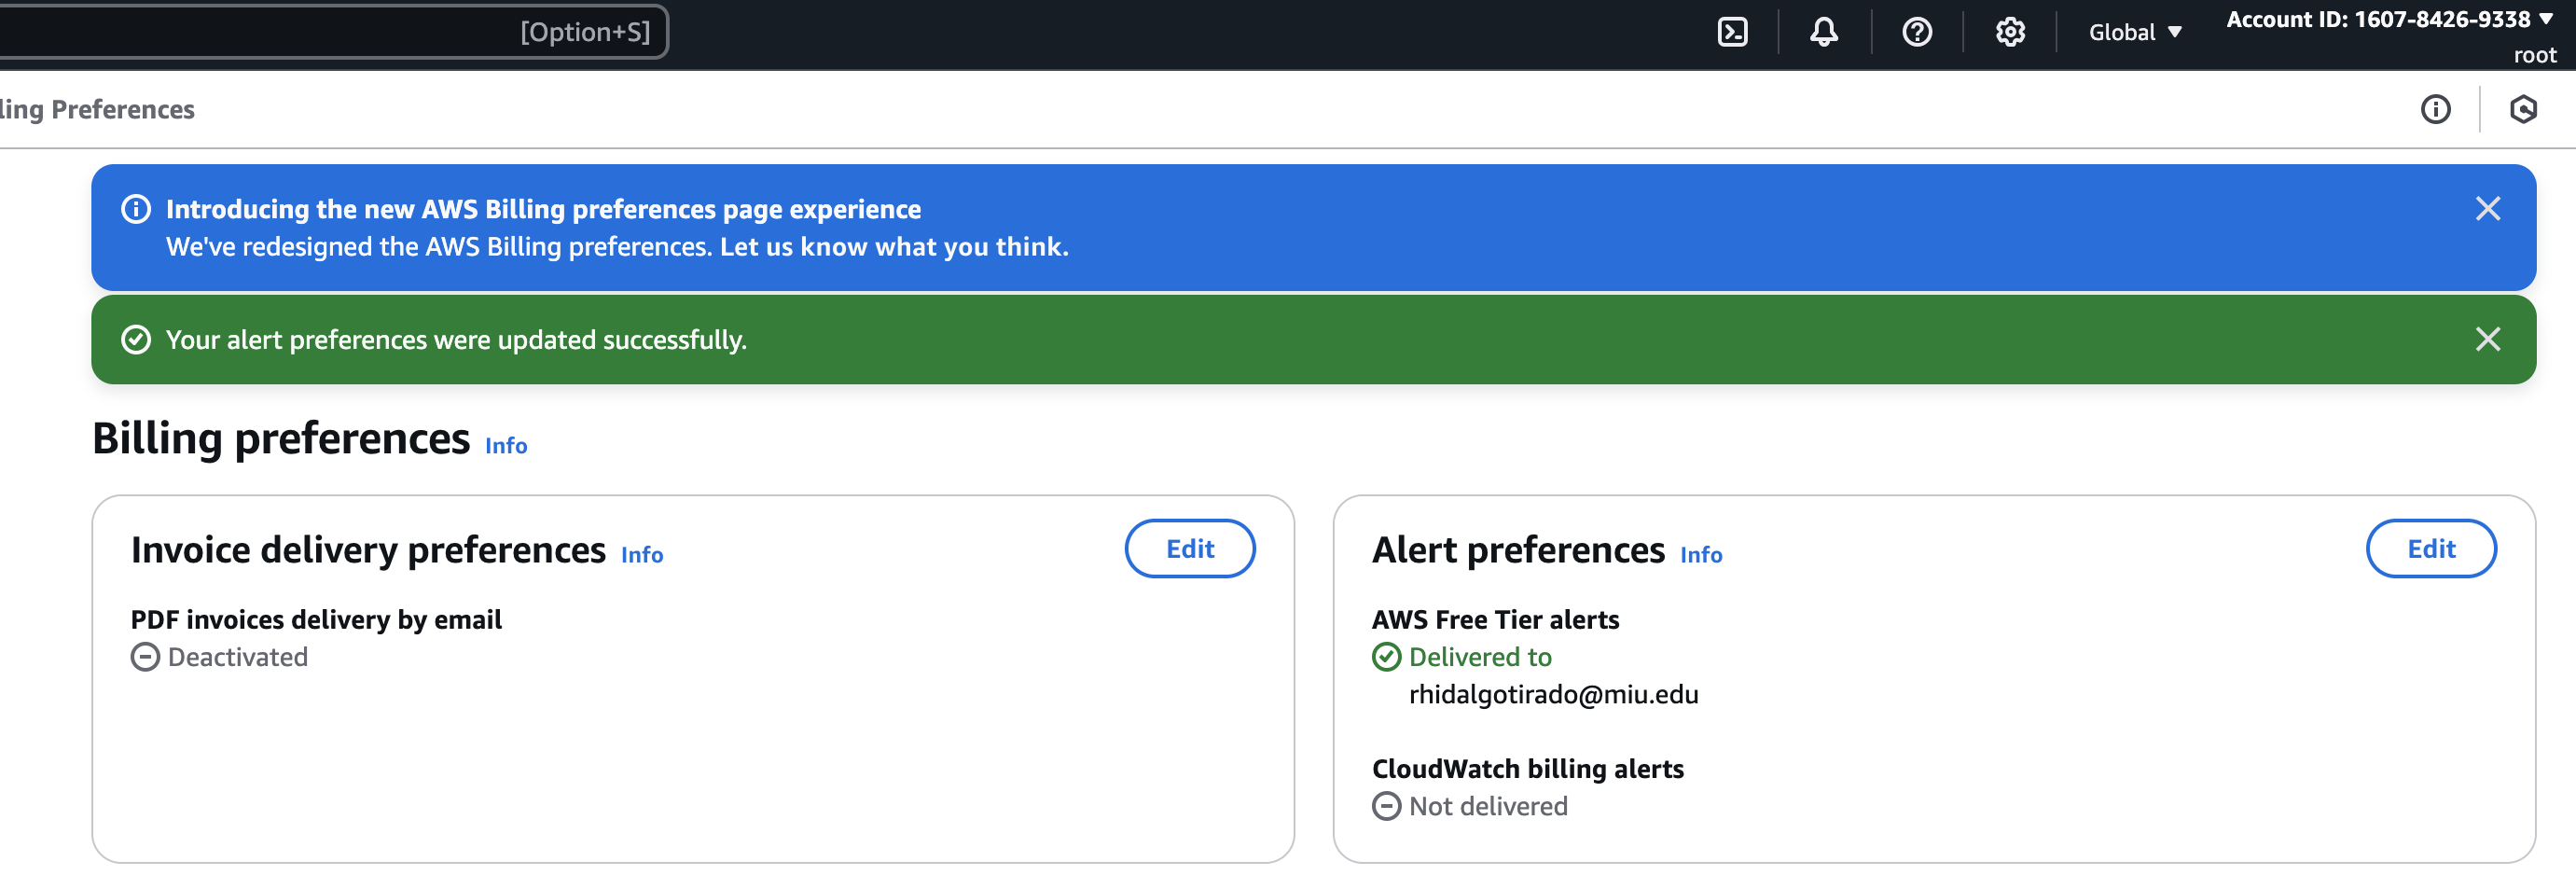 [Option+S]
Global
Account ID: 1607-8426-9338
root
ling Preferences
Introducing the new AWS Billing preferences page experience
We've redesigned the AWS Billing preferences. Let us know what you think.
Your alert preferences were updated successfully.
Billing preferences Info
Invoice delivery preferences Info
Edit
PDF invoices delivery by email
Deactivated
Alert preferences Info
Edit
AWS Free Tier alerts
Delivered to
rhidalgotirado@miu.edu
CloudWatch billing alerts
Not delivered